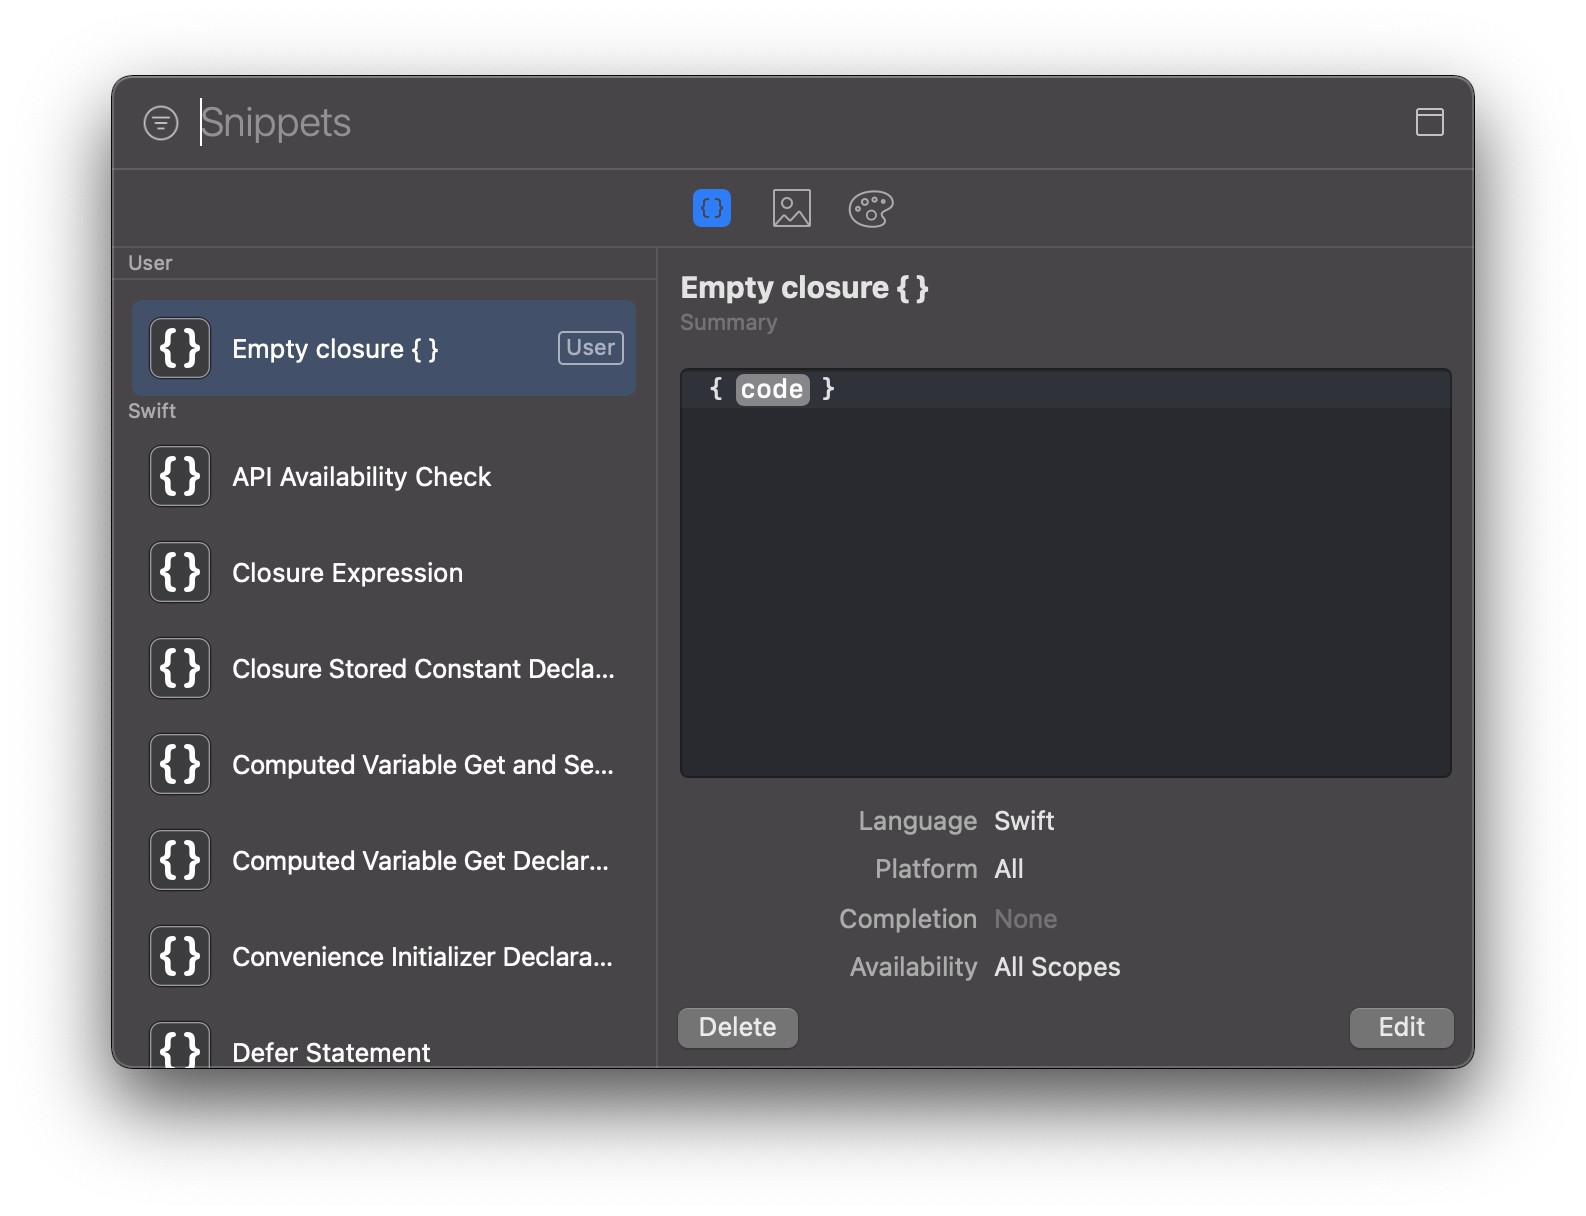 Snippets
User
Empty closure { }
User
Swift
{} API Availability Check
{} Closure Expression
{} Closure Stored Constant Decla...
{} Computed Variable Get and Se...
{} Computed Variable Get Declar...
{} Convenience Initializer Declara...
{} Defer Statement
Empty closure { }
Summary
{ code }
Language Swift
Platform All
Completion None
Availability All Scopes
Delete
Edit